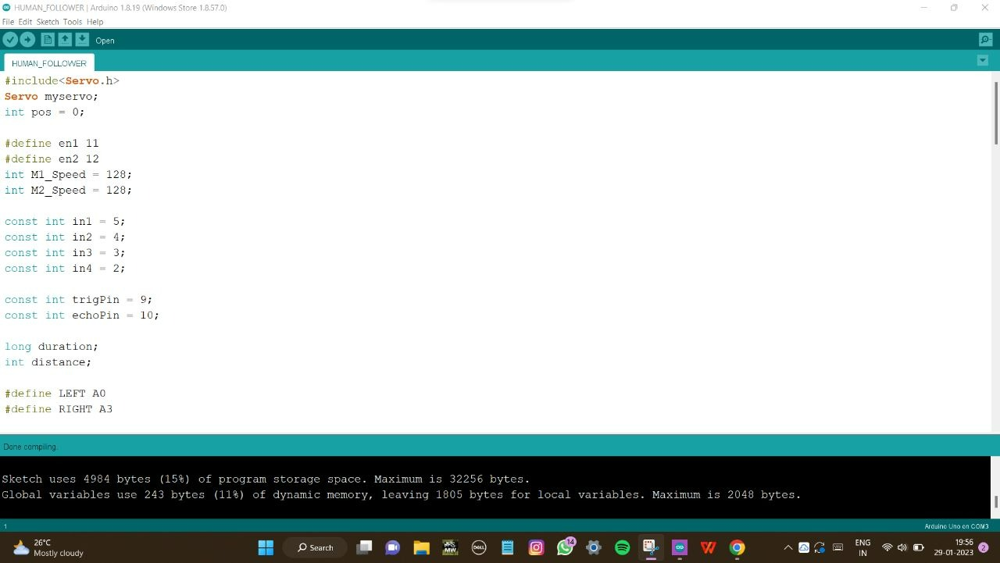 HUMAN_FOLLOWER | Arduino 1.8.19 (Windows Store 1.8.57.0)
File Edit Sketch Tools Help
Open
HUMAN_FOLLOWER
#include<Servo.h>
Servo myservo;
int pos = 0;
#define en1 11
#define en2 12
int M1_Speed = 128;
int M2_Speed = 128;
const int in1 = 5;
const int in2 = 4;
const int in3 = 3;
const int in4 = 2;
const int trigPin = 9;
const int echoPin = 10;
long duration;
int distance;
#define LEFT A0
#define RIGHT A3
Done compiling.
Sketch uses 4984 bytes (15%) of program storage space. Maximum is 32256 bytes.
Global variables use 243 bytes (11%) of dynamic memory, leaving 1805 bytes for local variables. Maximum is 2048 bytes.
1
Arduino Uno on COM3
26°C
Mostly cloudy
Search
DELL
MW
14
ENG
IN
19:56
29-01-2023
2